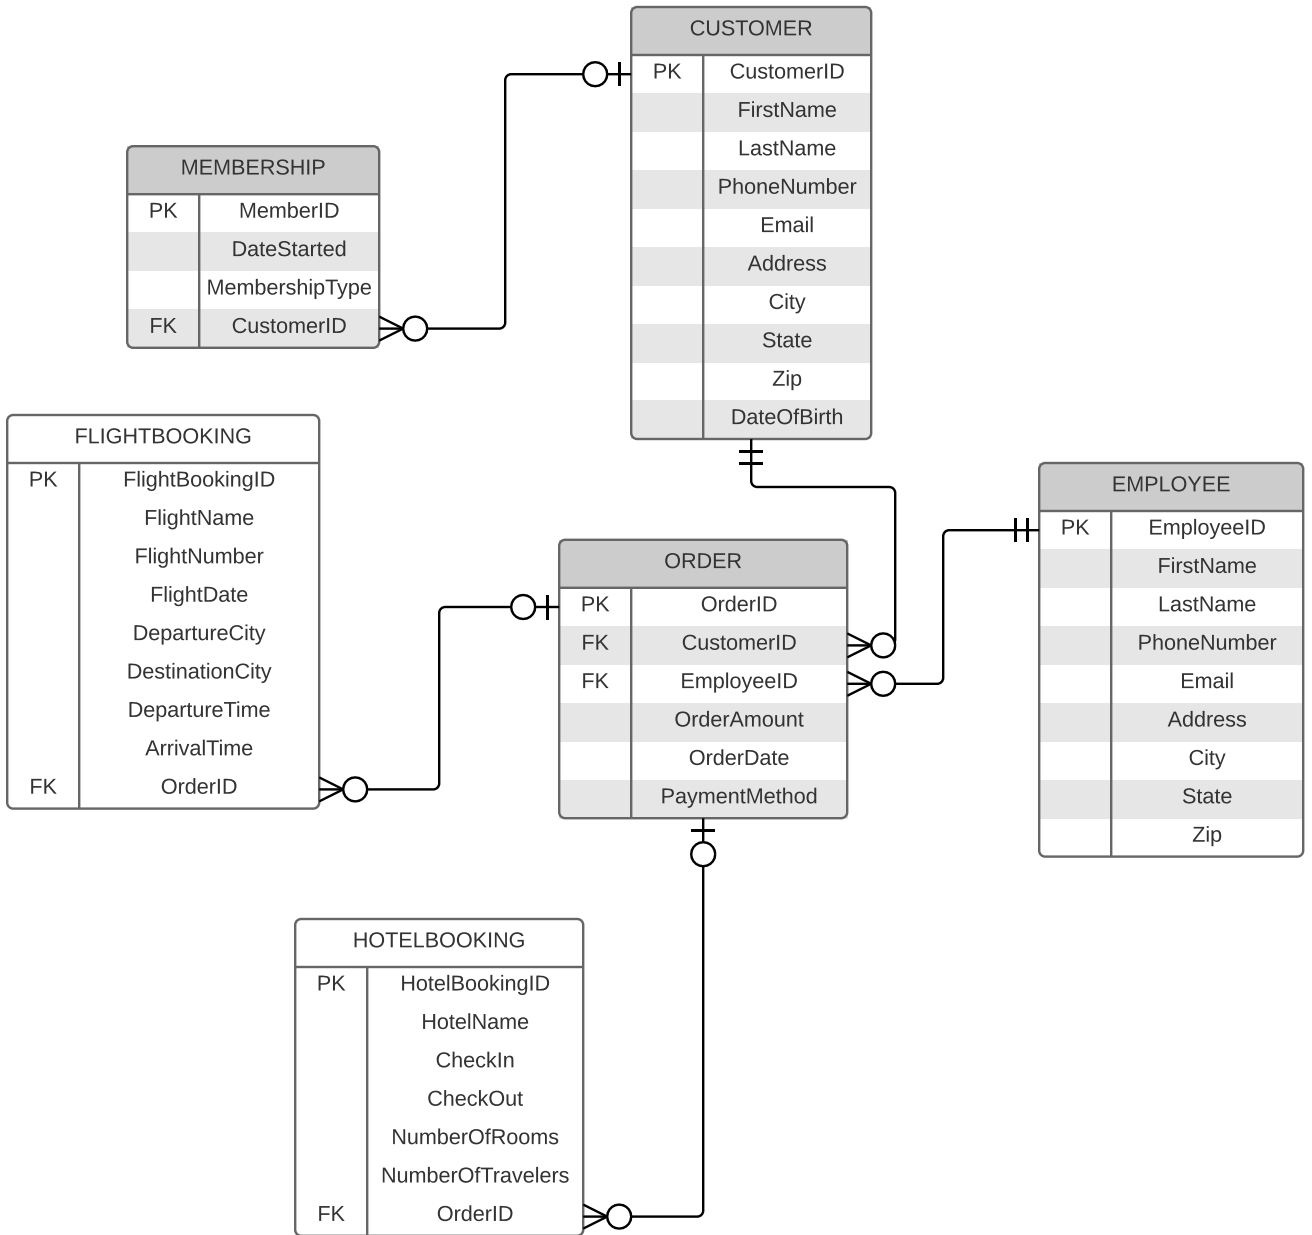 CUSTOMER
PK CustomerID
FirstName
LastName
PhoneNumber
Email
Address
City
State
Zip
DateOfBirth
MEMBERSHIP
PK MemberID
DateStarted
MembershipType
FK CustomerID
FLIGHTBOOKING
PK FlightBookingID
FlightName
FlightNumber
FlightDate
DepartureCity
DestinationCity
DepartureTime
ArrivalTime
FK OrderID
ORDER
PK OrderID
FK CustomerID
FK EmployeeID
OrderAmount
OrderDate
PaymentMethod
EMPLOYEE
PK EmployeeID
FirstName
LastName
PhoneNumber
Email
Address
City
State
Zip
HOTELBOOKING
PK HotelBookingID
HotelName
CheckIn
CheckOut
NumberOfRooms
NumberOfTravelers
FK OrderID